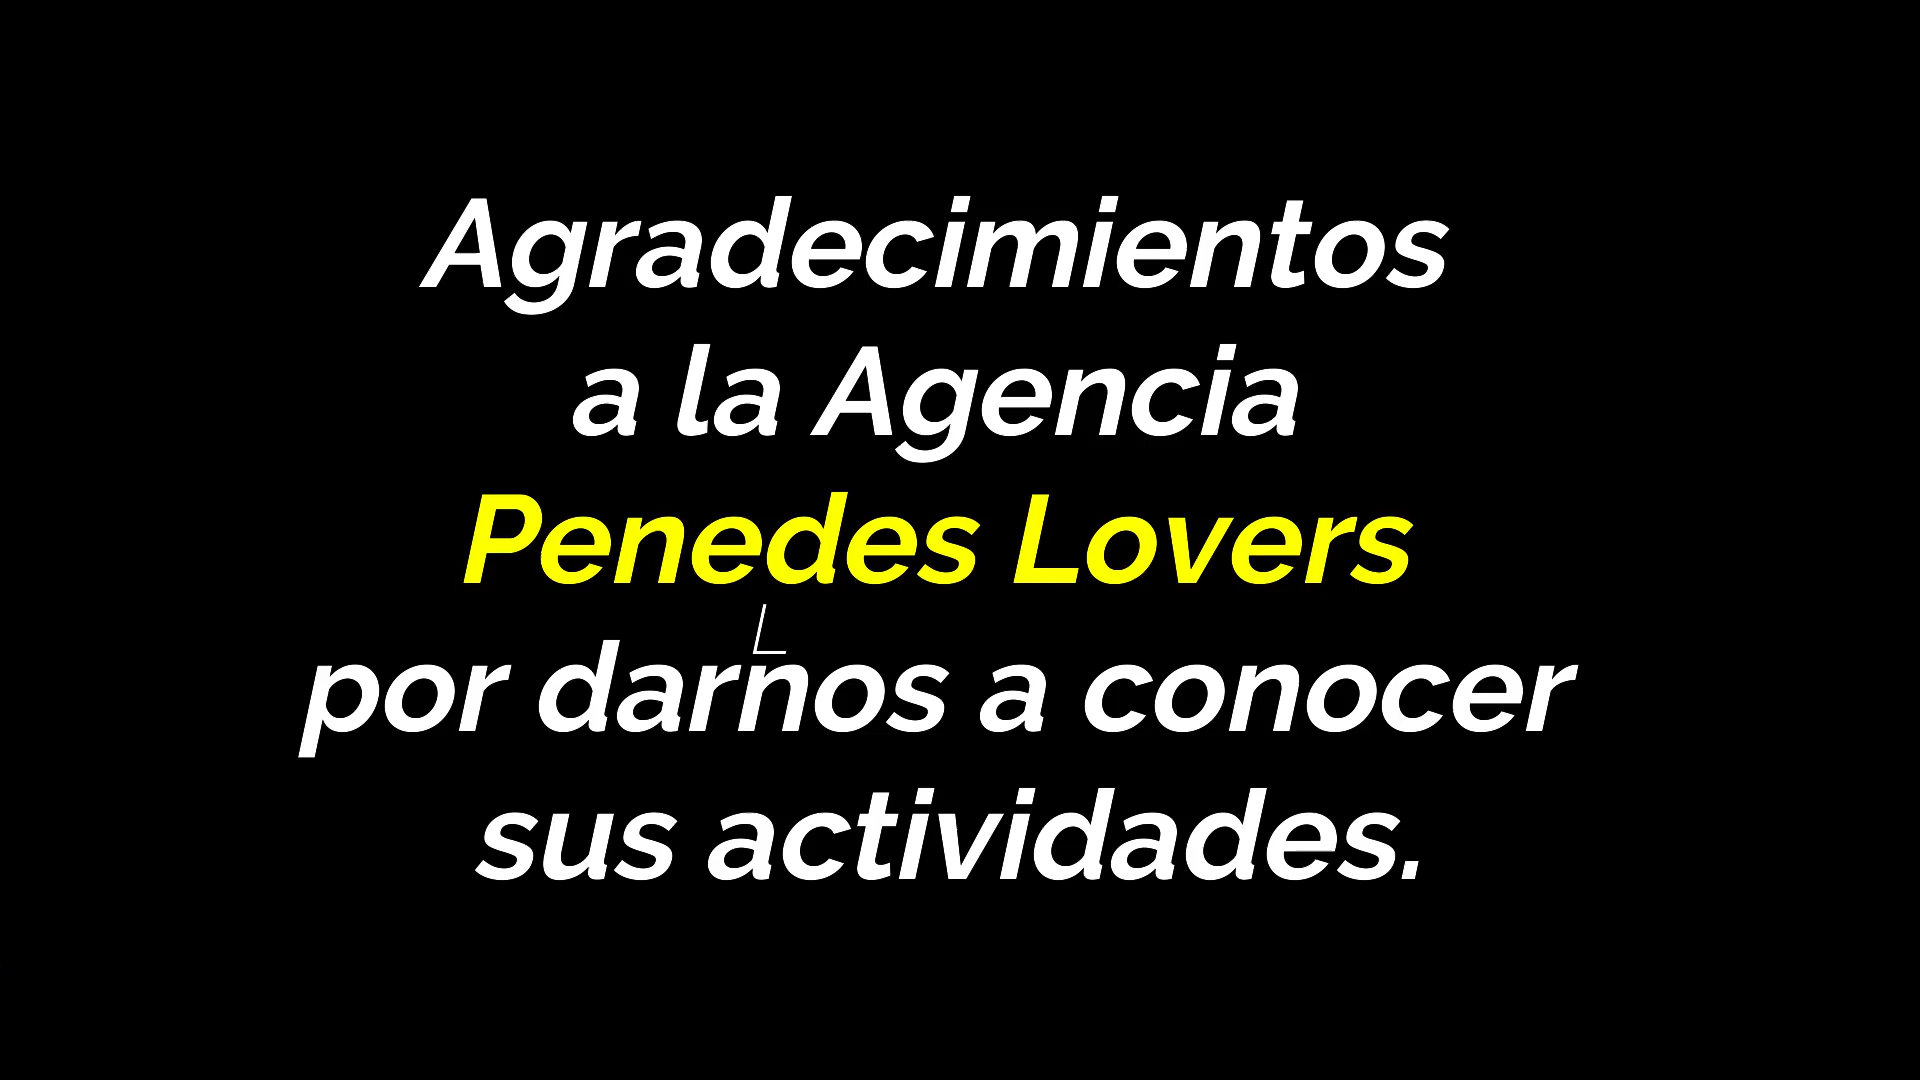 Agradecimientos
a la Agencia
Penedes Lovers
L
por darnos a conocer
sus actividades.